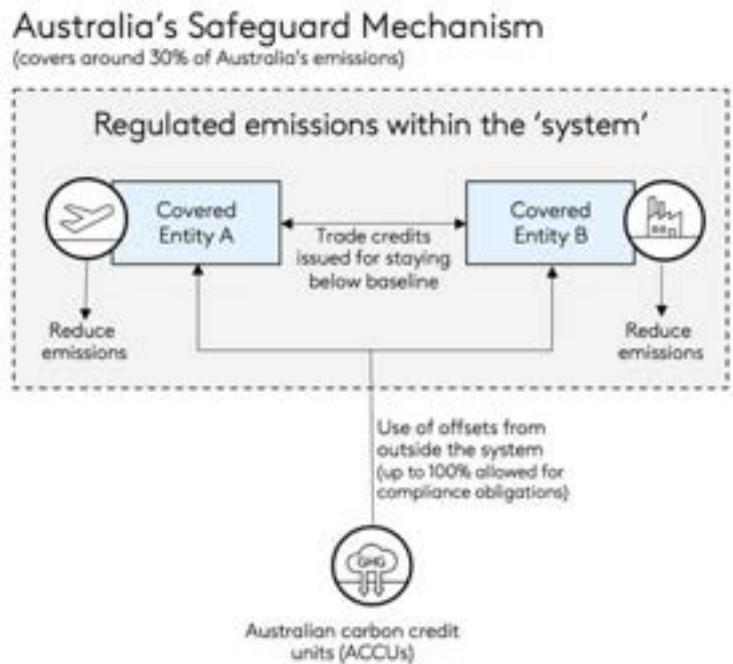 Australia's Safeguard Mechanism
(covers around 30% of Australia's emissions)
Regulated emissions within the 'system'
Covered
Entity A
Trade credits
issued for staying
below baseline
Covered
Entity B
Reduce
emissions
Reduce
emissions
Use of offsets from
outside the system
(up to 100% allowed for
compliance obligations)
GHG
Australian carbon credit
units (ACCUs)